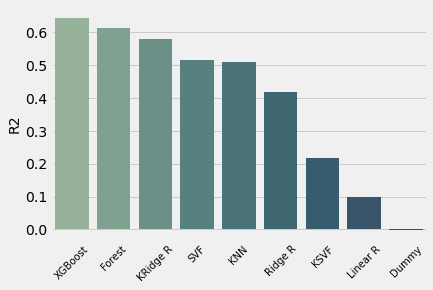 0.6
0.5
0.4
0.3
0.2
0.1
0.0
R2
XGBoost
Forest
KRidge R
SVF
KNN
Ridge R
KSVF
Linear R
Dummy